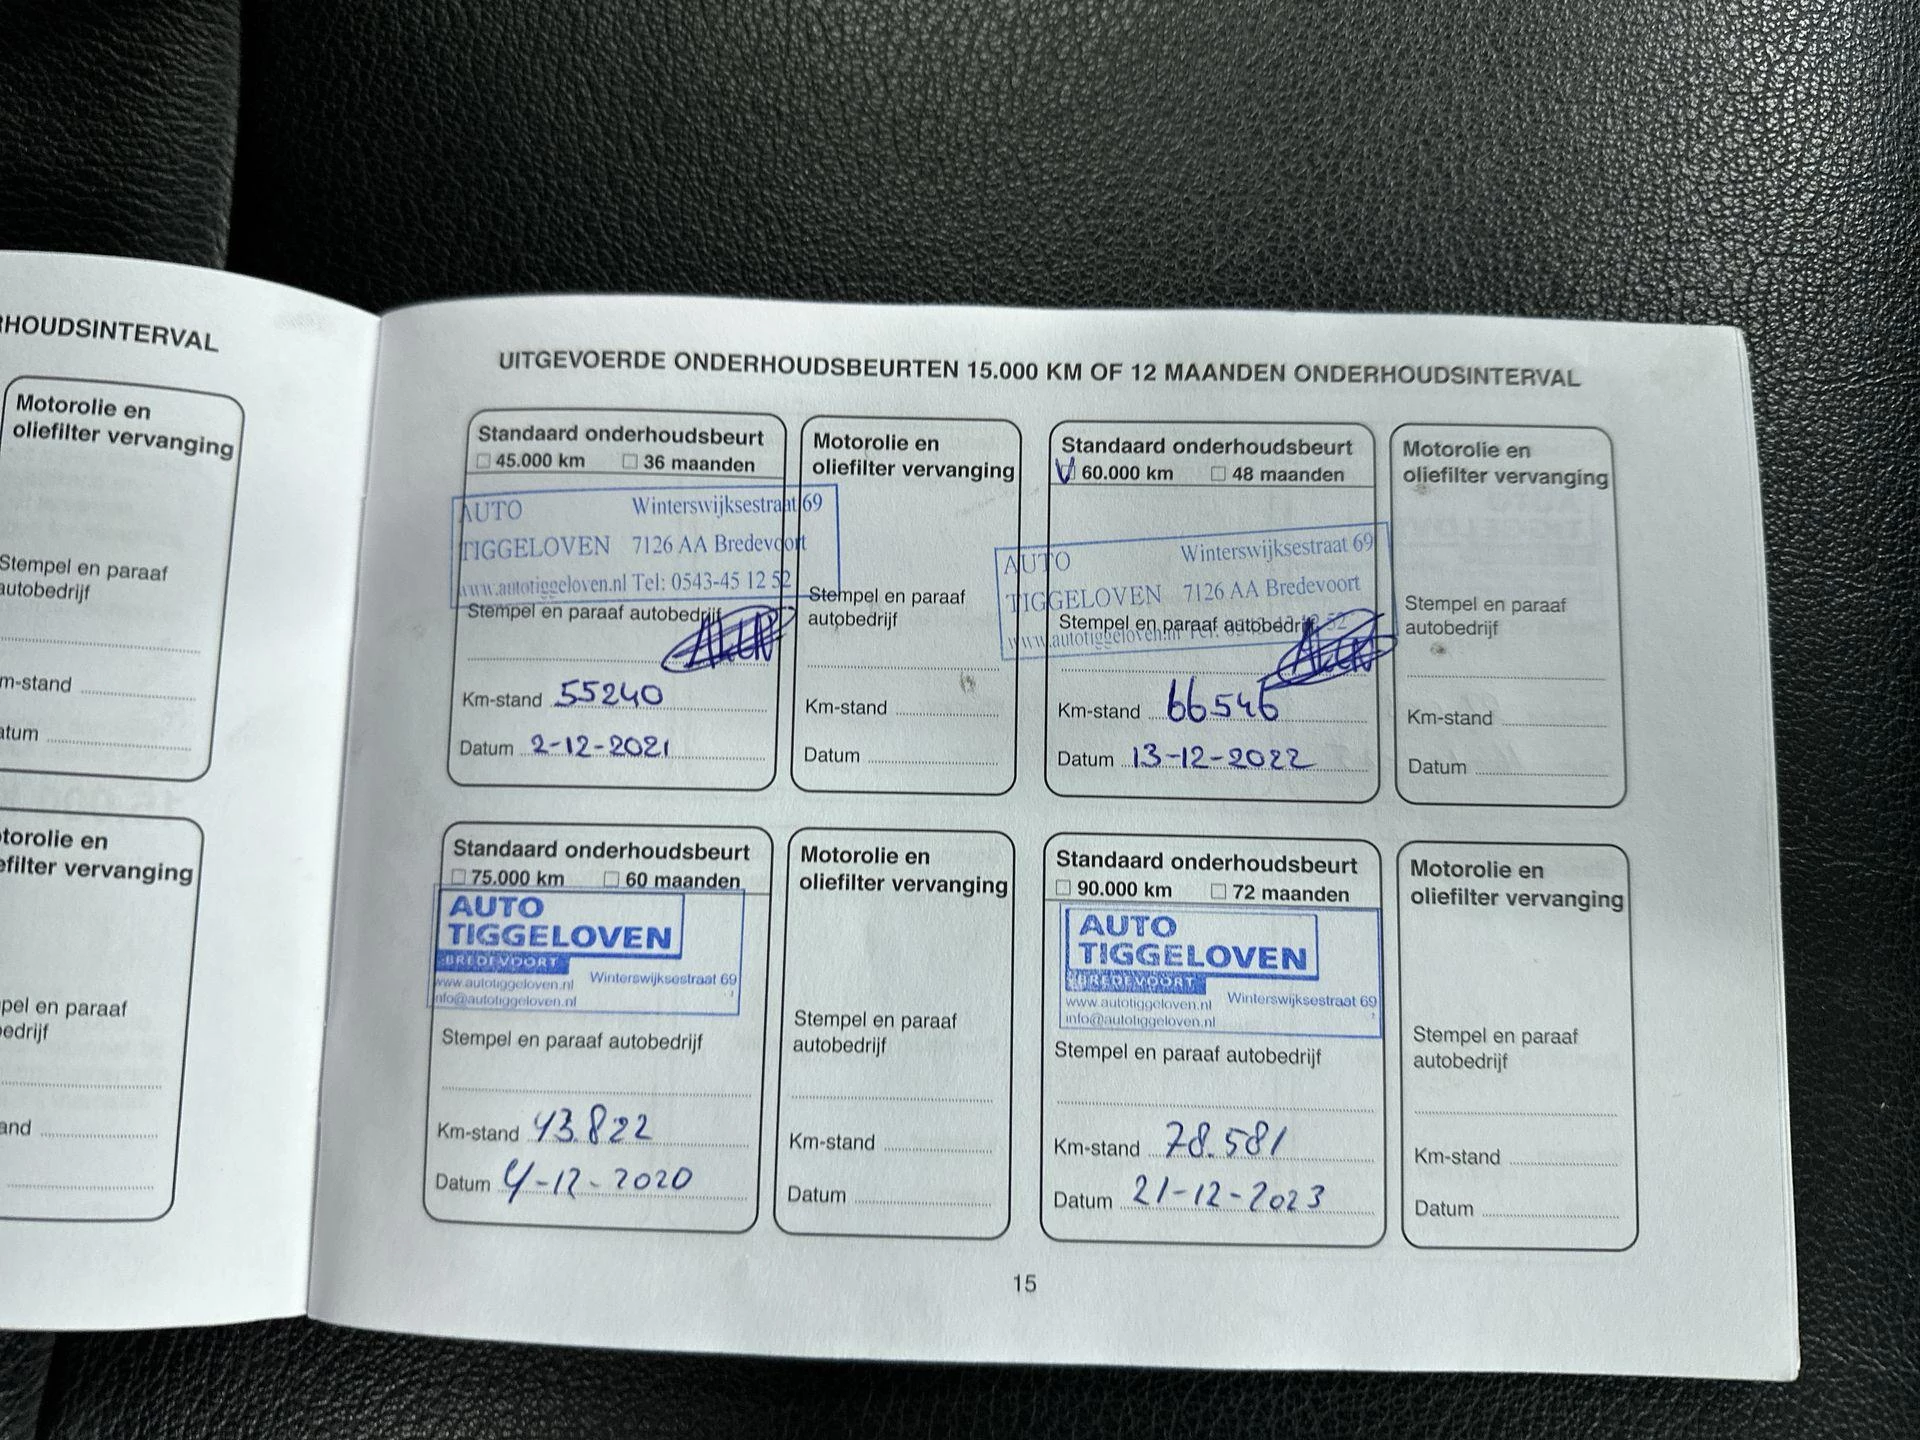 RHOUDSINTERVAL
Motorolie en
oliefilter vervanging
Stempel en paraaf
autobedrijf
m-stand
atum
otorolie en
efilter vervanging
pel en paraaf
oedrijf
and
UITGEVOERDE ONDERHOUDSBEURTEN 15.000 KM OF 12 MAANDEN ONDERHOUDSINTERVAL
Standaard onderhoudsbeurt
45.000 km 36 maanden
AUTO Winterswijksestraat 69
TIGGELOVEN 7126 AA Bredevoort
www.autotiggeloven.nl Tel: 0543-45 12 52
Stempel en paraaf autobedrijf
Km-stand 55240
Datum 2-12-2021
Motorolie en
oliefilter vervanging
Stempel en paraaf
autobedrijf
Km-stand
Datum
Standaard onderhoudsbeurt
60.000 km 48 maanden
AUTO Winterswijksestraat 69
TIGGELOVEN 7126 AA Bredevoort
www.autotiggeloven.nl Tel: 52
Stempel en paraaf autobedrijf
Km-stand 66546
Datum 13-12-2022
Motorolie en
oliefilter vervanging
Stempel en paraaf
autobedrijf
Km-stand
Datum
Standaard onderhoudsbeurt
75.000 km 60 maanden
AUTO
TIGGELOVEN
BREDEVOORT
www.autotiggeloven.nl Winterswijksestraat 69
info@autotiggeloven.nl
Stempel en paraaf autobedrijf
Km-stand 43.822
Datum 4-12-2020
Motorolie en
oliefilter vervanging
Stempel en paraaf
autobedrijf
Km-stand
Datum
Standaard onderhoudsbeurt
90.000 km 72 maanden
AUTO
TIGGELOVEN
BREDEVOORT
www.autotiggeloven.nl Winterswijksestraat 69
info@autotiggeloven.nl
Stempel en paraaf autobedrijf
Km-stand 78.581
Datum 21-12-2023
Motorolie en
oliefilter vervanging
Stempel en paraaf
autobedrijf
Km-stand
Datum
15